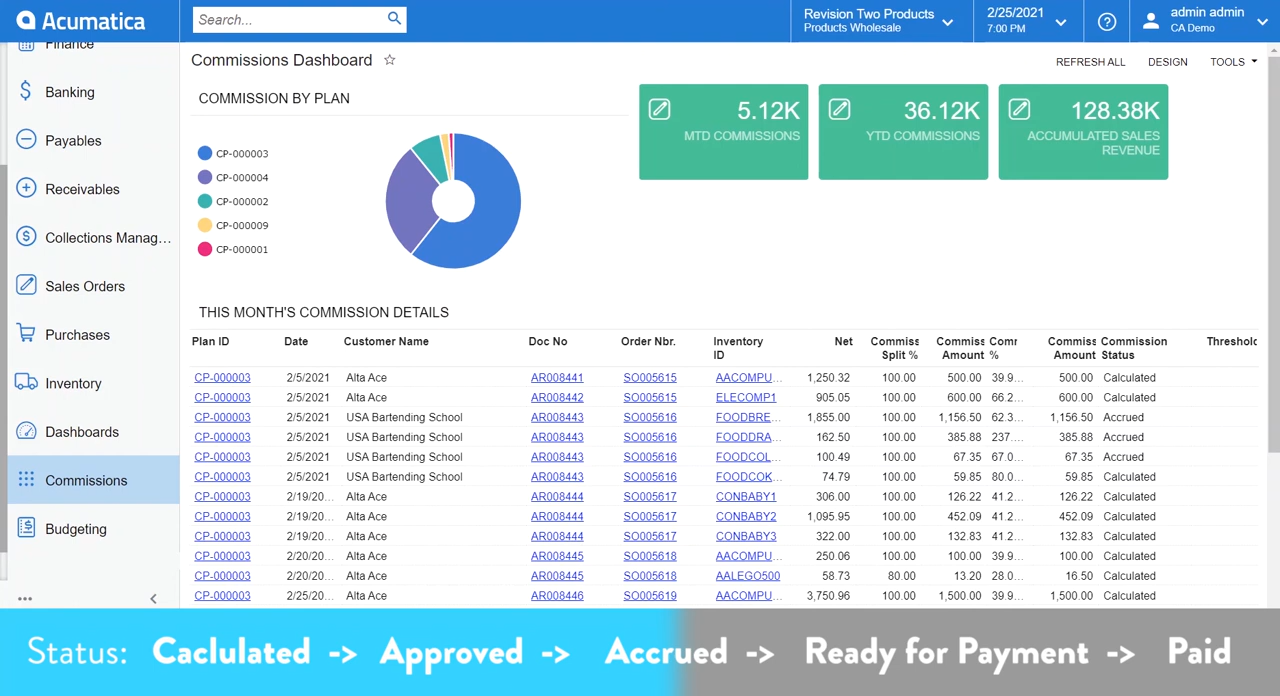 Acumatica
Search...
Revision Two Products
Products Wholesale
2/25/2021
7:00 PM
admin admin
CA Demo
Finance
Banking
Payables
Receivables
Collections Manag...
Sales Orders
Purchases
Inventory
Dashboards
Commissions
Budgeting
Commissions Dashboard
REFRESH ALL DESIGN TOOLS
COMMISSION BY PLAN
CP-000003
CP-000004
CP-000002
CP-000009
CP-000001
5.12K
MTD COMMISSIONS
36.12K
YTD COMMISSIONS
128.38K
ACCUMULATED SALES
REVENUE
THIS MONTH'S COMMISSION DETAILS
Plan ID Date Customer Name Doc No Order Nbr. Inventory ID Net Commiss Split % Commiss Amount Comr % Commiss Amount Commission Status Threshold
CP-000003 2/5/2021 Alta Ace AR008441 SO005615 AACOMPU... 1,250.32 100.00 500.00 39.9... 500.00 Calculated
CP-000003 2/5/2021 Alta Ace AR008442 SO005615 ELECOMP1 905.05 100.00 600.00 66.2... 600.00 Calculated
CP-000003 2/5/2021 USA Bartending School AR008443 SO005616 FOODBRE... 1,855.00 100.00 1,156.50 62.3... 1,156.50 Accrued
CP-000003 2/5/2021 USA Bartending School AR008443 SO005616 FOODDRA... 162.50 100.00 385.88 237.... 385.88 Accrued
CP-000003 2/5/2021 USA Bartending School AR008443 SO005616 FOODCOL... 100.49 100.00 67.35 67.0... 67.35 Accrued
CP-000003 2/5/2021 USA Bartending School AR008443 SO005616 FOODCOK... 74.79 100.00 59.85 80.0... 59.85 Calculated
CP-000003 2/19/20... Alta Ace AR008444 SO005617 CONBABY1 306.00 100.00 126.22 41.2... 126.22 Calculated
CP-000003 2/19/20... Alta Ace AR008444 SO005617 CONBABY2 1,095.95 100.00 452.09 41.2... 452.09 Calculated
CP-000003 2/19/20... Alta Ace AR008444 SO005617 CONBABY3 322.00 100.00 132.83 41.2... 132.83 Calculated
CP-000003 2/20/20... Alta Ace AR008445 SO005618 AACOMPU... 250.06 100.00 100.00 39.9... 100.00 Calculated
CP-000003 2/20/20... Alta Ace AR008445 SO005618 AALEGO500 58.73 80.00 13.20 28.0... 16.50 Calculated
CP-000003 2/25/20... Alta Ace AR008446 SO005619 AACOMPU... 3,750.96 100.00 1,500.00 39.9... 1,500.00 Calculated
Status: Caclulated -> Approved -> Accrued -> Ready for Payment -> Paid